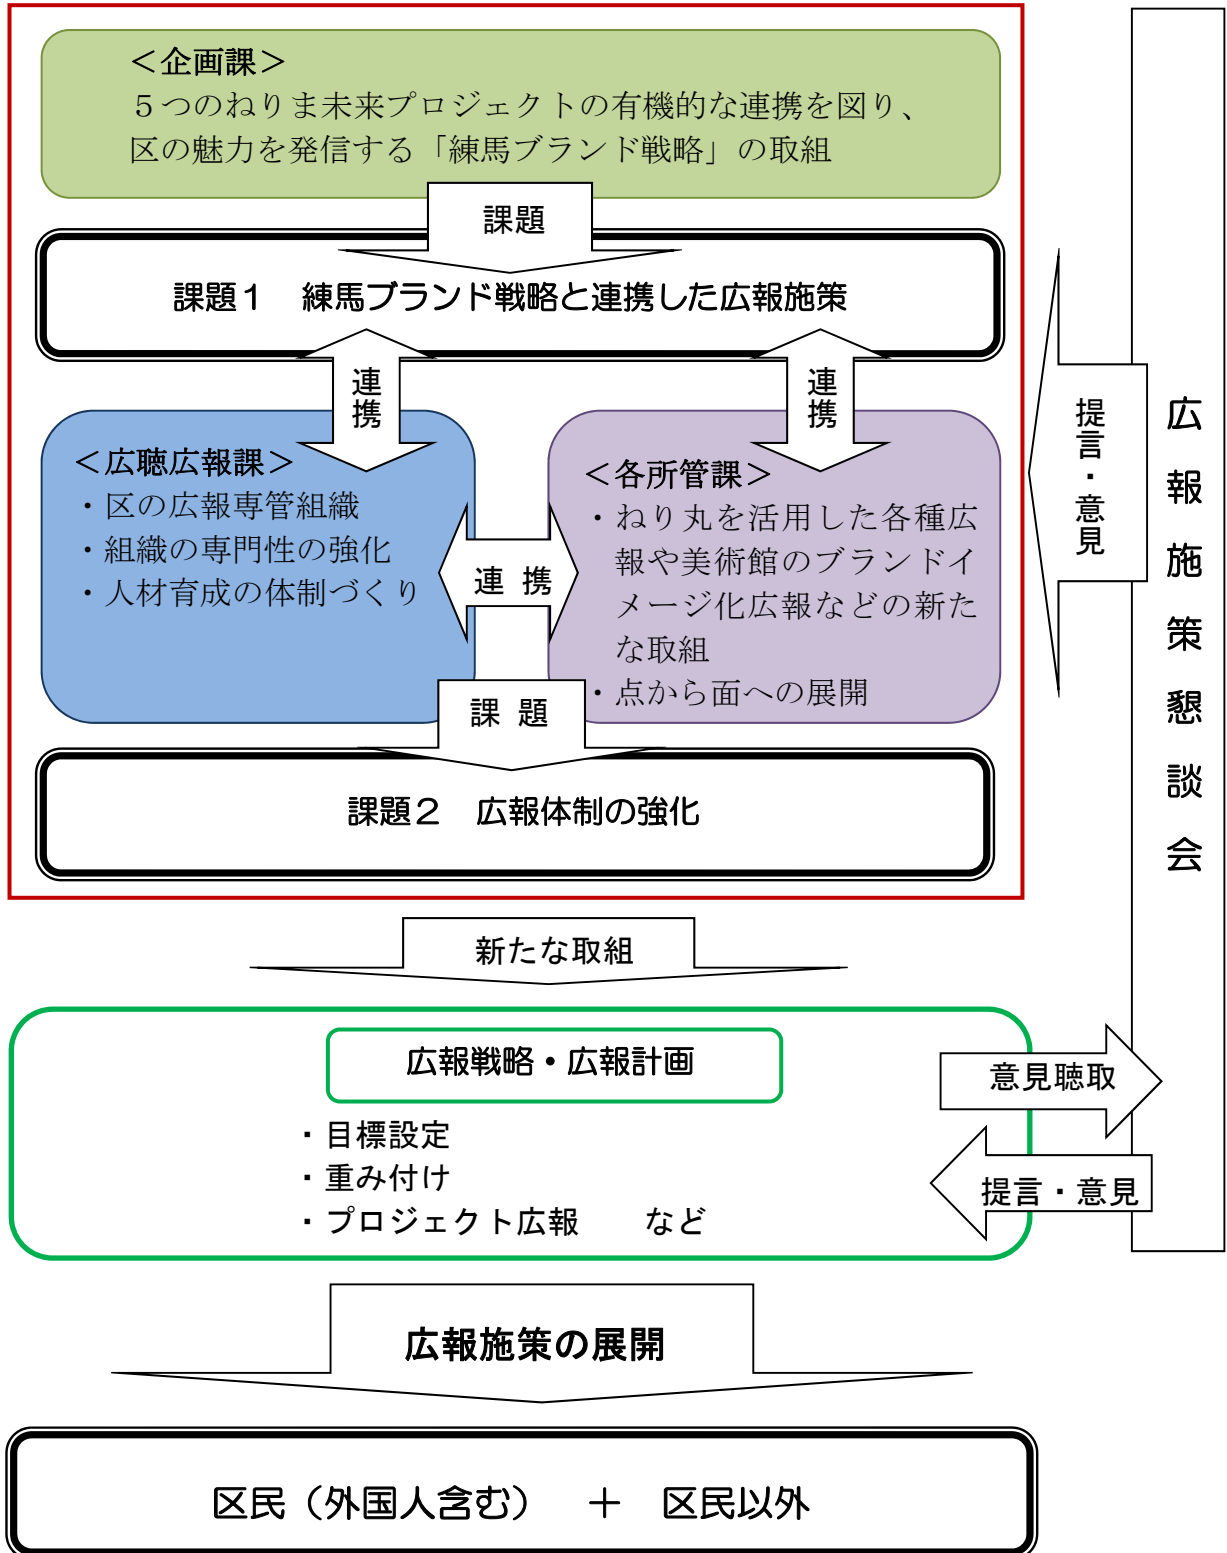 ＜企画課＞
５つのねりま未来プロジェクトの有機的な連携を図り、
区の魅力を発信する「練馬ブランド戦略」の取組
課題
課題１　練馬ブランド戦略と連携した広報施策
連携
連携
＜広聴広報課＞
・区の広報専管組織
・組織の専門性の強化
・人材育成の体制づくり
連 携
＜各所管課＞
・ねり丸を活用した各種広
報や美術館のブランドイ
メージ化広報などの新た
な取組
・点から面への展開
課 題
課題２　広報体制の強化
提言・意見
広報施策懇談会
新たな取組
広報戦略・広報計画
・目標設定
・重み付け
・プロジェクト広報　　など
意見聴取
提言・意見
広報施策の展開
区民（外国人含む）　＋　区民以外